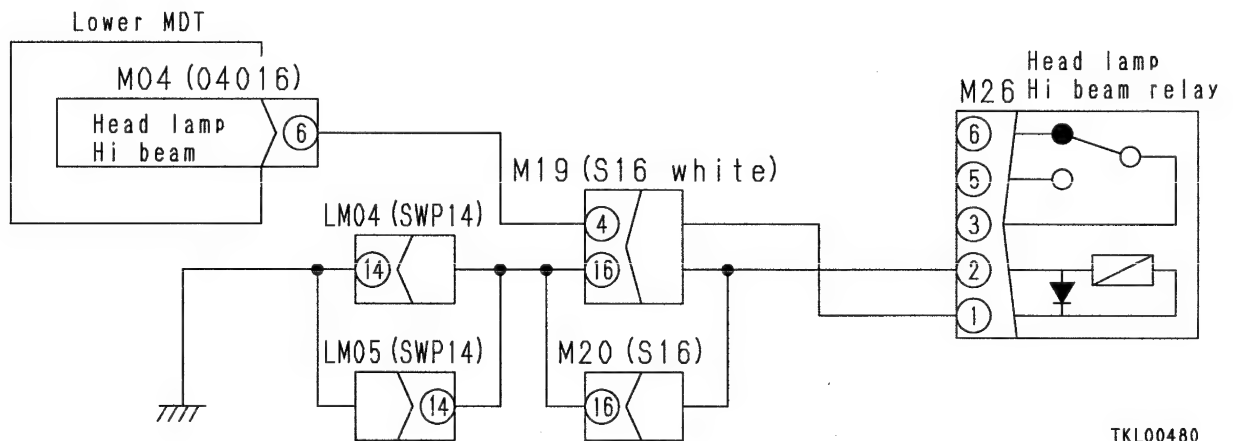 Lower MDT
M04 (04016)
Head lamp
Hi beam
6
LM04 (SWP14)
14
LM05 (SWP14)
14
M19 (S16 white)
4
16
M20 (S16)
16
Head lamp
M26 Hi beam relay
6
5
3
2
1
TKL00480